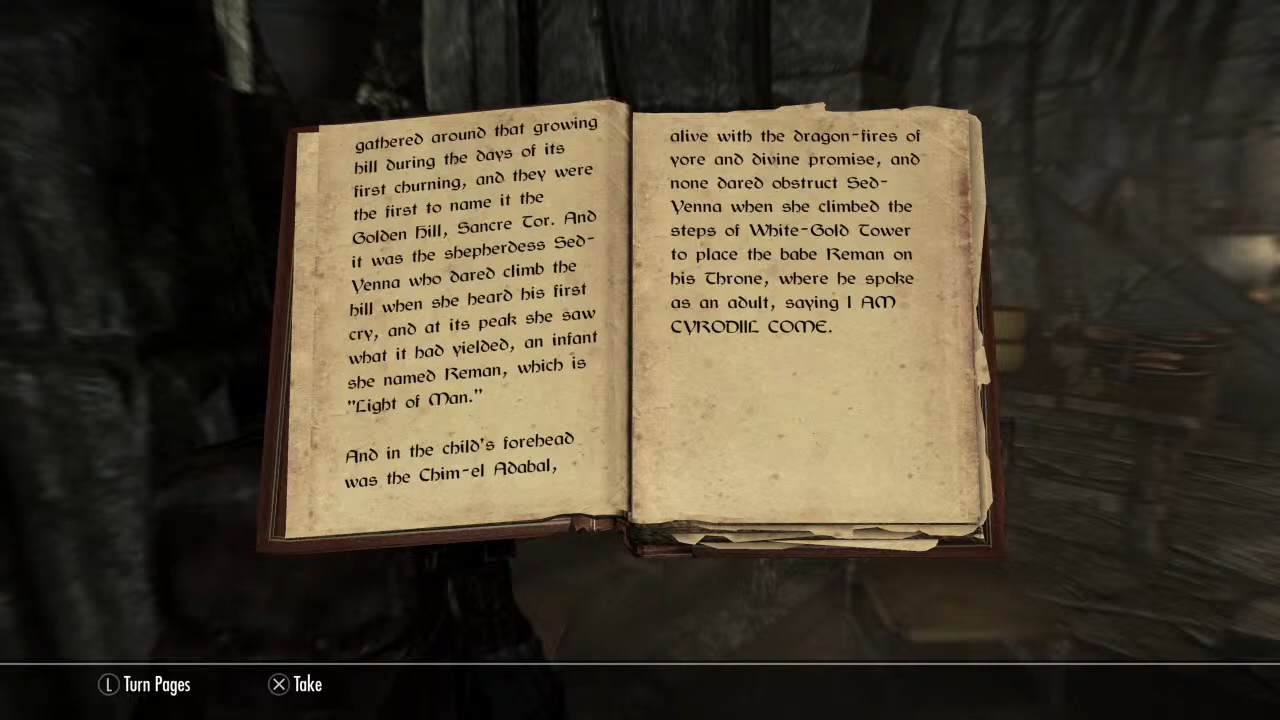 gathered around that growing
hill during the days of its
first churning, and they were
the first to name it the
Golden Hill, Sancre Tor. And
it was the shepherdess Sed-
Yenna who dared climb the
hill when she heard his first
cry, and at its peak she saw
what it had yielded, an infant
she named Reman, which is
"Light of Man."
And in the child's forehead
was the Chim-el Adabal,
alive with the dragon-fires of
yore and divine promise, and
none dared obstruct Sed-
Yenna when she climbed the
steps of White-Gold Tower
to place the babe Reman on
his Throne, where he spoke
as an adult, saying I AM
CYRODIIL COME.
L Turn Pages
X Take